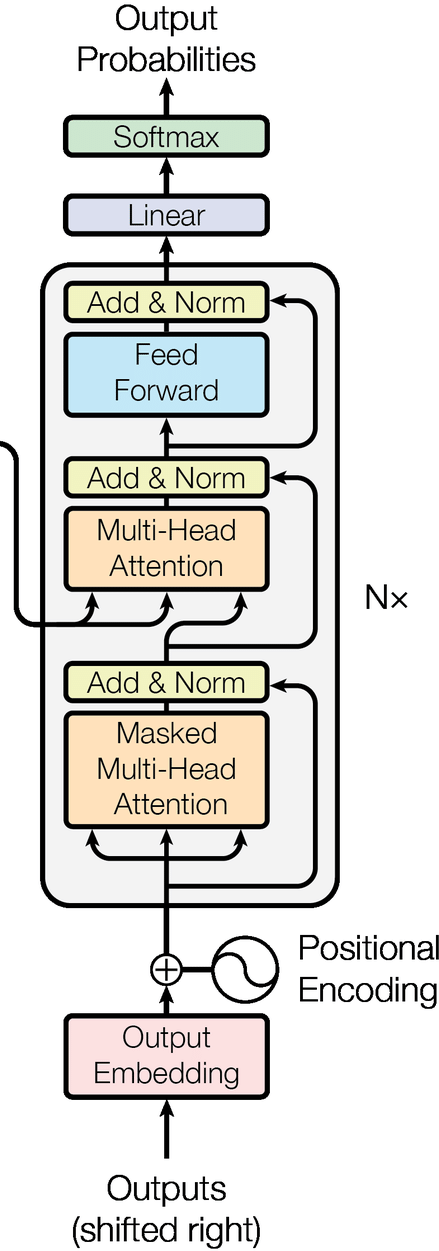 Output
Probabilities
Softmax
Linear
Add & Norm
Feed
Forward
Add & Norm
Multi-Head
Attention
N×
Add & Norm
Masked
Multi-Head
Attention
Positional
Encoding
Output
Embedding
Outputs
(shifted right)